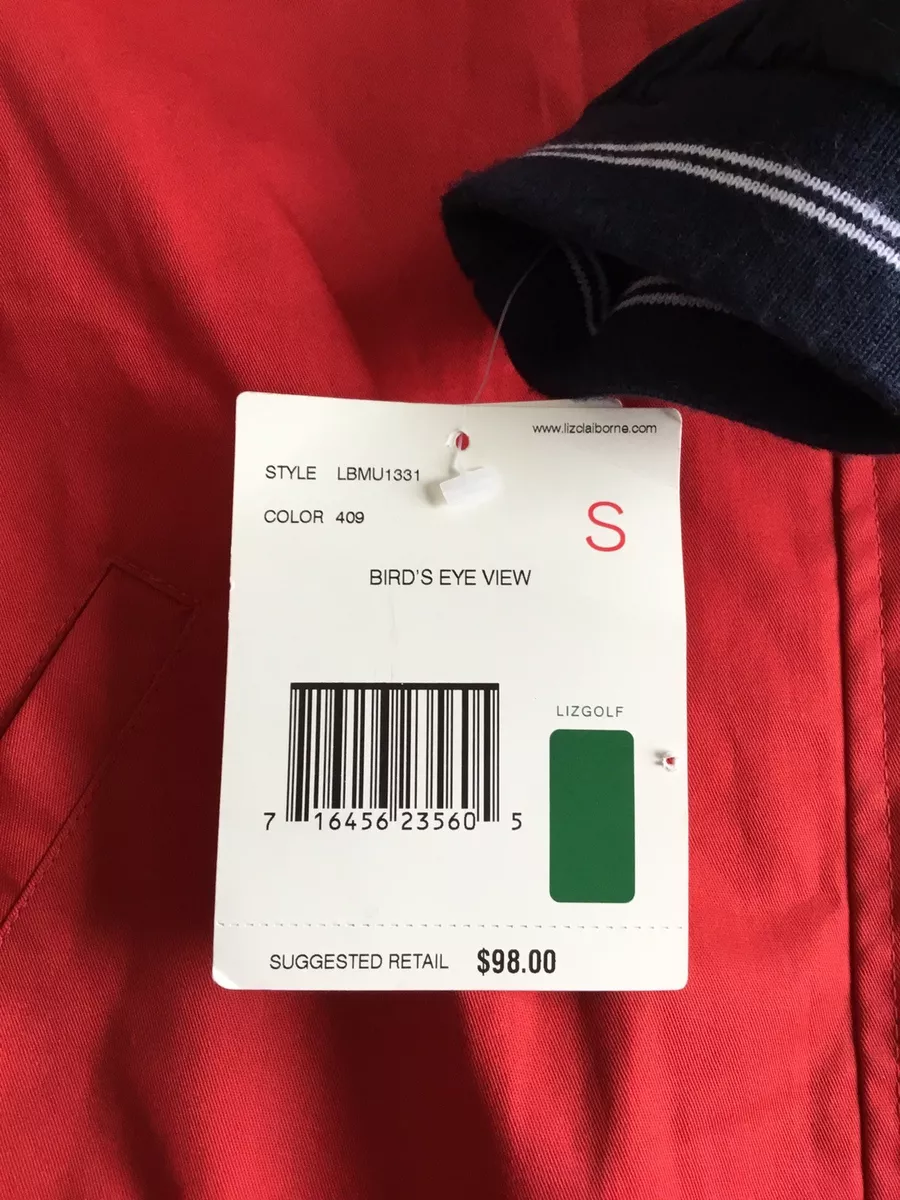 www.lizclaiborne.com
STYLE LBMU1331
COLOR 409
S
BIRD'S EYE VIEW
LIZGOLF
7 16456 23560 5
SUGGESTED RETAIL $98.00